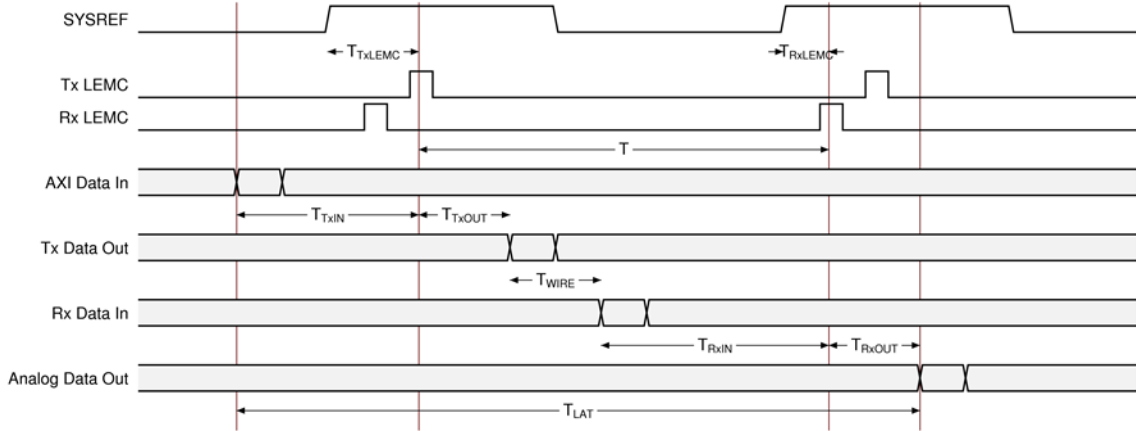 SYSREF
TTxLEMC TRxLEMC
Tx LEMC
Rx LEMC
T
AXI Data In
TTxIN TTxOUT
Tx Data Out
TWIRE
Rx Data In
TRxIN TRxOUT
Analog Data Out
TLAT